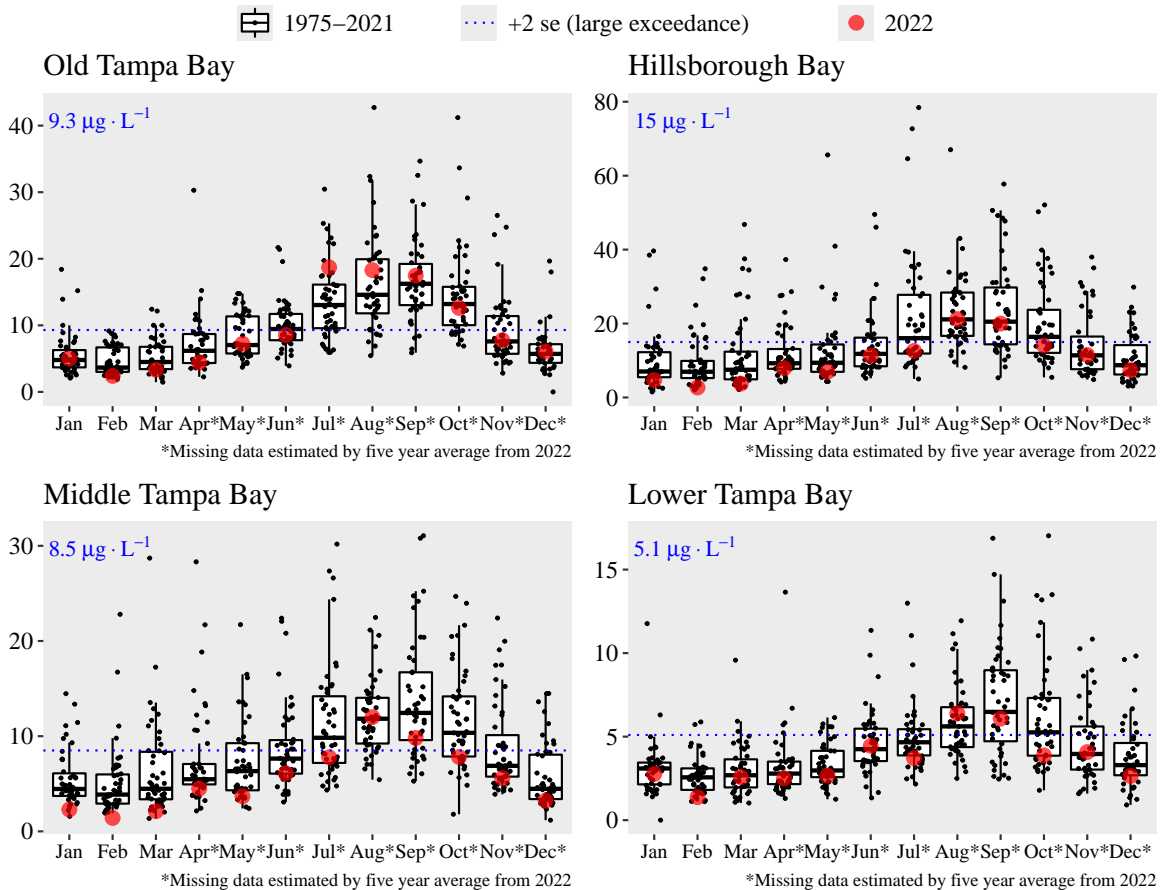 1975–2021 +2 se (large exceedance) 2022
Old Tampa Bay
9.3 μg · L⁻¹
40
30
20
10
0
Jan Feb Mar Apr* May* Jun* Jul* Aug* Sep* Oct* Nov* Dec*
*Missing data estimated by five year average from 2022
Hillsborough Bay
15 μg · L⁻¹
80
60
40
20
0
Jan Feb Mar Apr* May* Jun* Jul* Aug* Sep* Oct* Nov* Dec*
*Missing data estimated by five year average from 2022
Middle Tampa Bay
8.5 μg · L⁻¹
30
20
10
0
Jan Feb Mar Apr* May* Jun* Jul* Aug* Sep* Oct* Nov* Dec*
*Missing data estimated by five year average from 2022
Lower Tampa Bay
5.1 μg · L⁻¹
15
10
5
0
Jan Feb Mar Apr* May* Jun* Jul* Aug* Sep* Oct* Nov* Dec*
*Missing data estimated by five year average from 2022